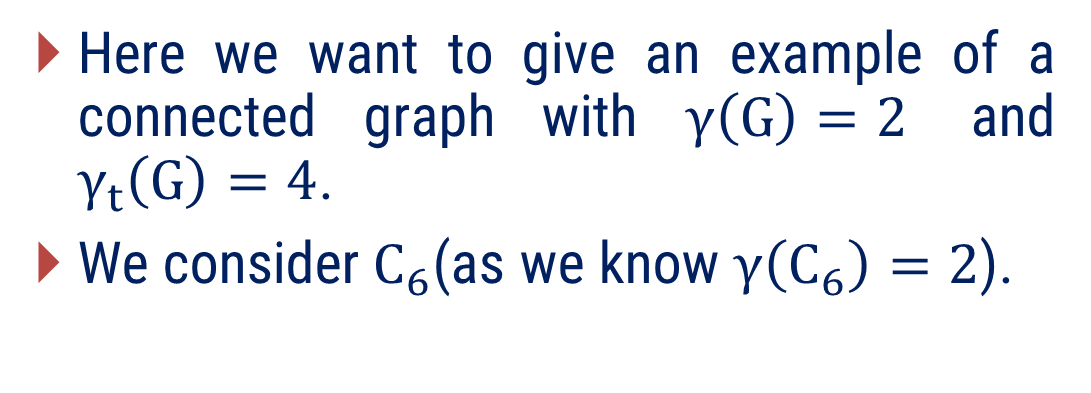 Here we want to give an example of a
connected graph with γ(G) = 2 and
γₜ(G) = 4.
We consider C₆(as we know γ(C₆) = 2).